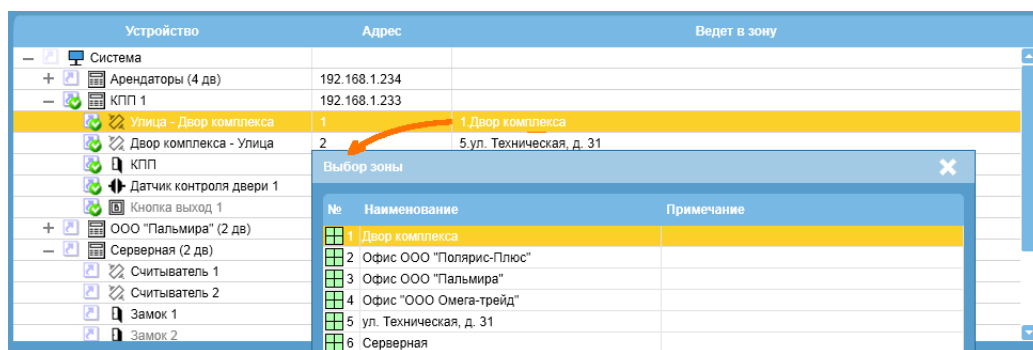 Устройство Адрес Ведет в зону
Система
Арендаторы (4 дв) 192.168.1.234
КПП 1 192.168.1.233
Улица - Двор комплекса 1 1.Двор комплекса
Двор комплекса - Улица 2 5.ул. Техническая, д. 31
КПП
Датчик контроля двери 1
Кнопка выход 1
ООО "Пальмира" (2 дв)
Серверная (2 дв)
Считыватель 1
Считыватель 2
Замок 1
Замок 2
Выбор зоны
№ Наименование Примечание
1 Двор комплекса
2 Офис ООО "Полярис-Плюс"
3 Офис ООО "Пальмира"
4 Офис "ООО Омега-трейд"
5 ул. Техническая, д. 31
6 Серверная